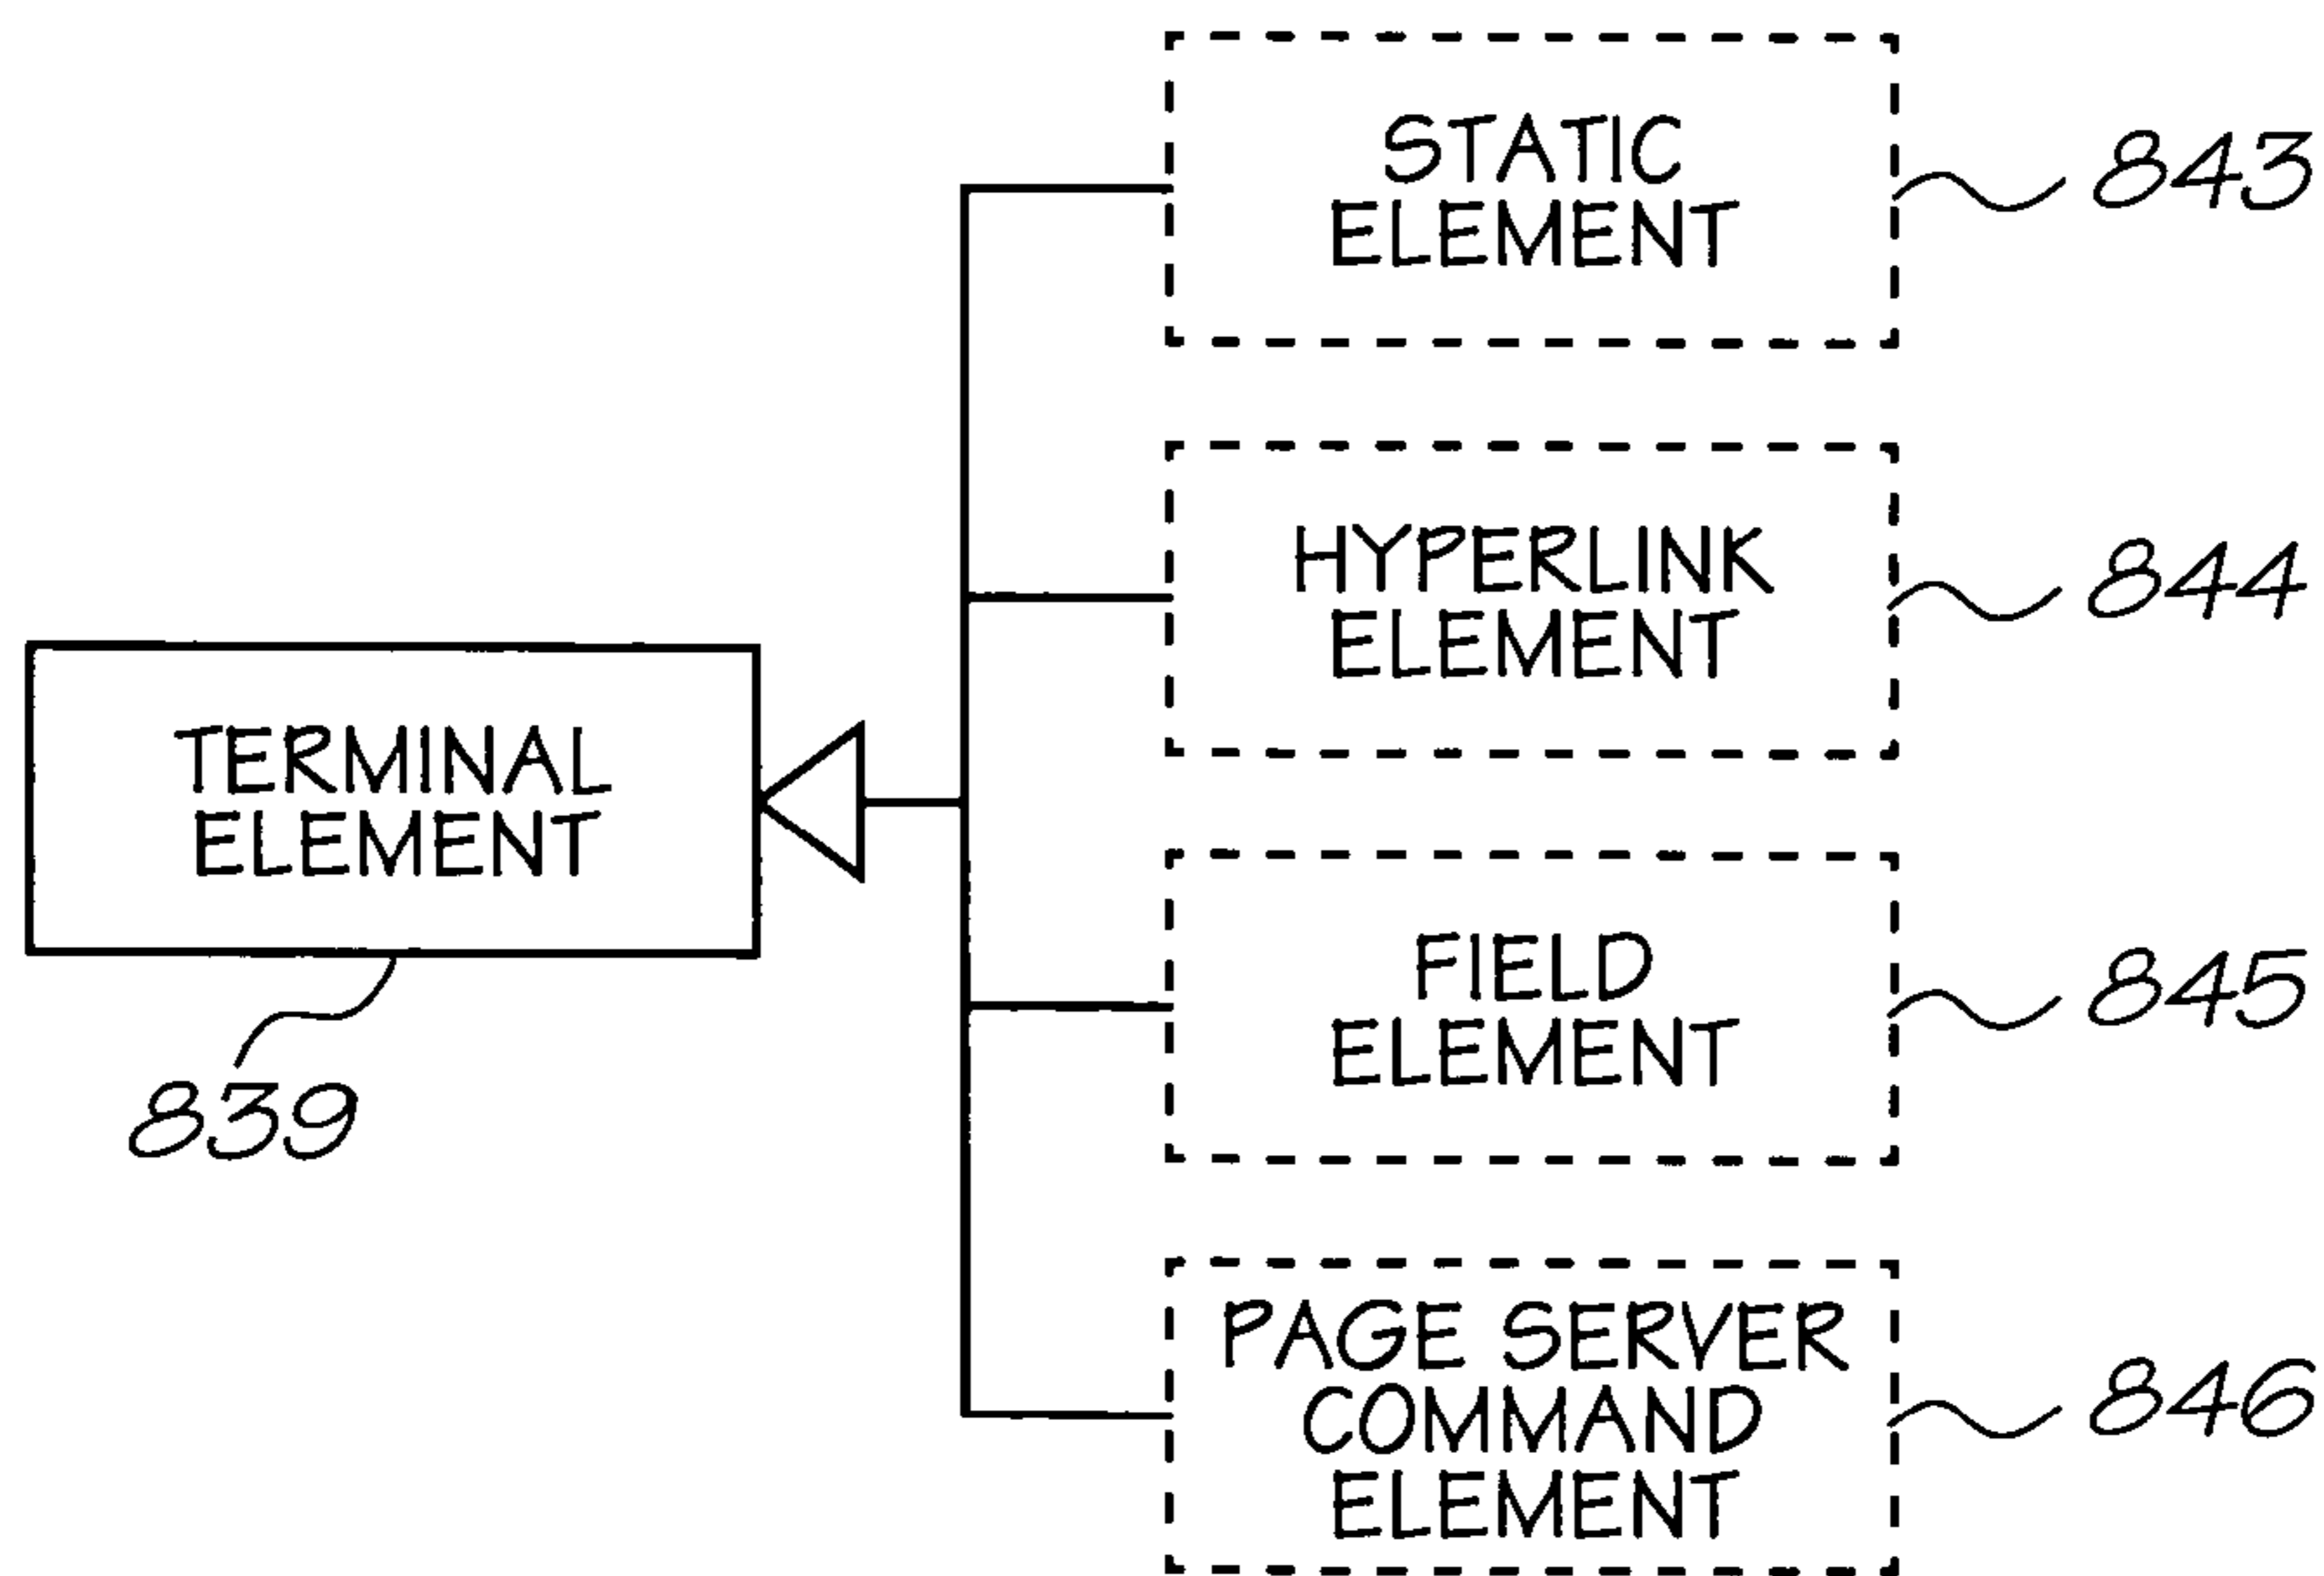 STATIC
ELEMENT
843
HYPERLINK
ELEMENT
844
TERMINAL
ELEMENT
839
FIELD
ELEMENT
845
PAGE SERVER
COMMAND
ELEMENT
846